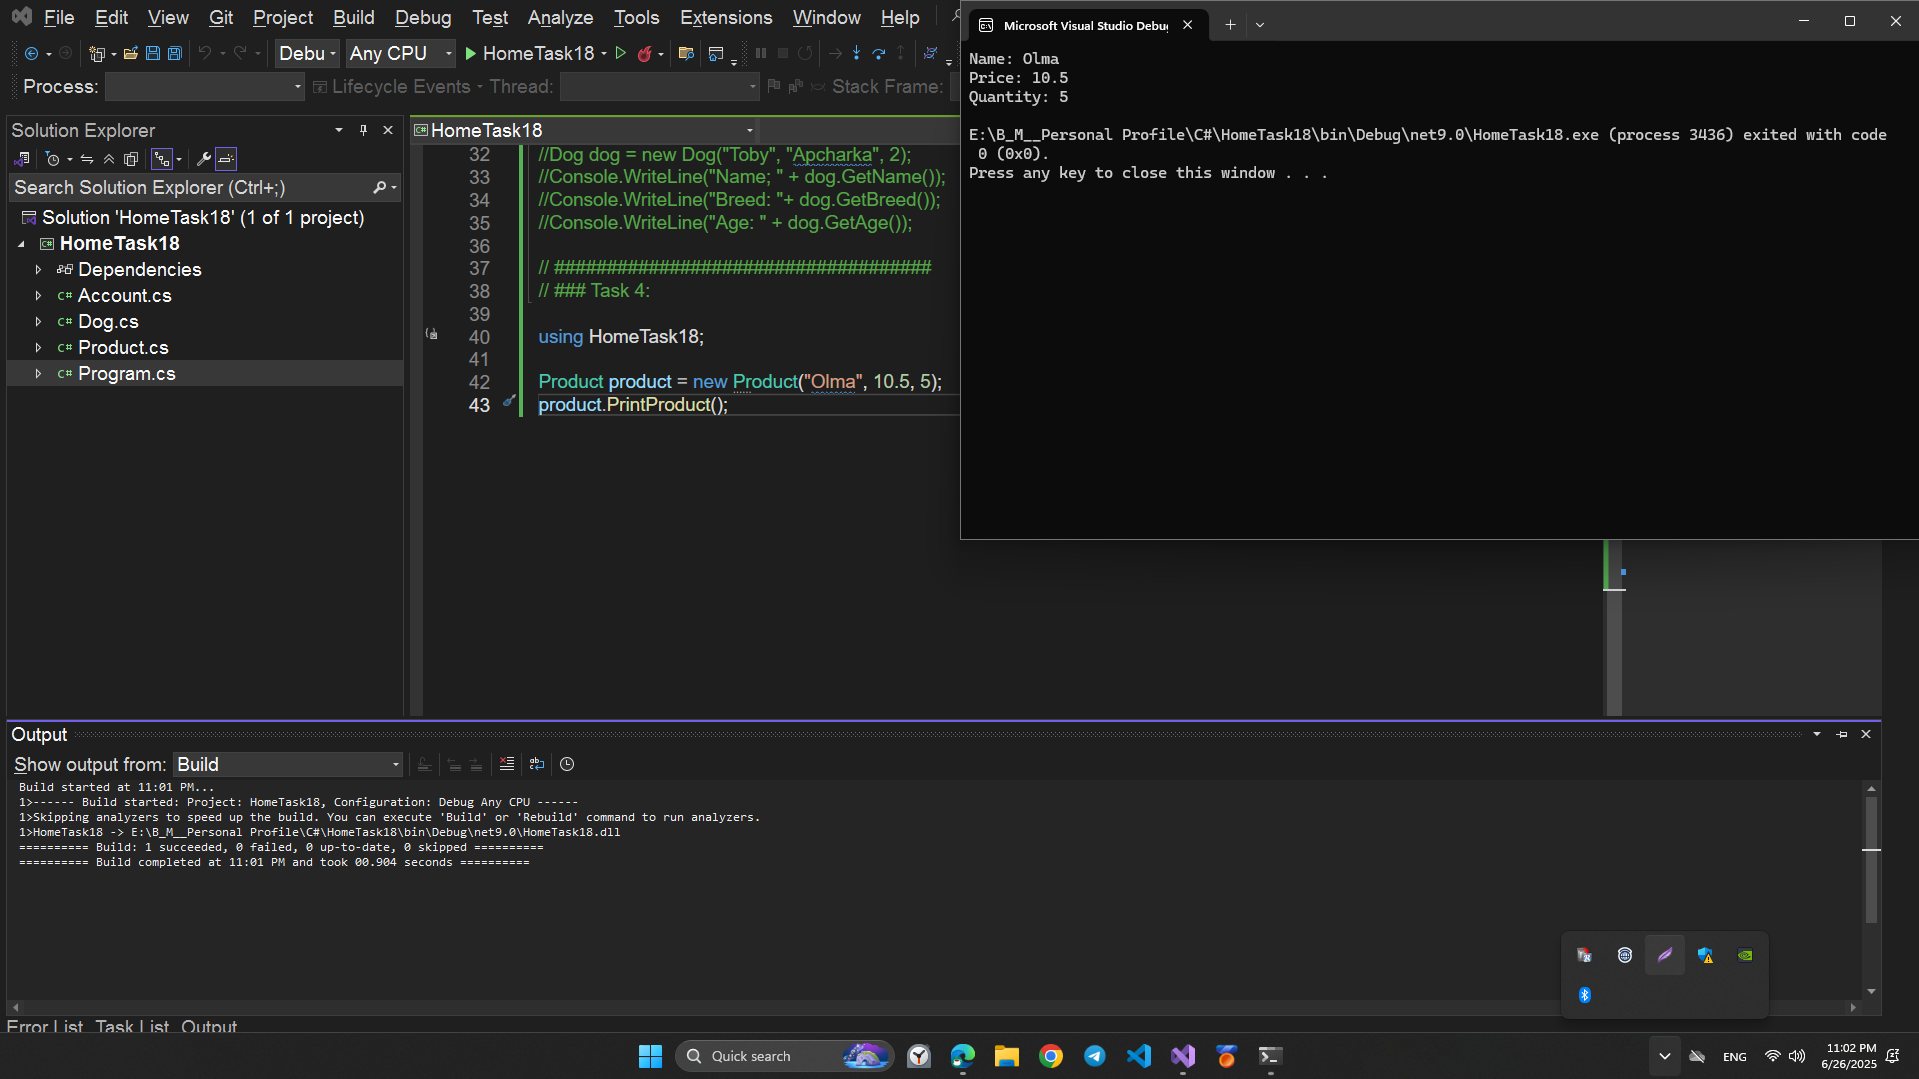 File Edit View Git Project Build Debug Test Analyze Tools Extensions Window Help
Debu Any CPU HomeTask18
Process: Lifecycle Events Thread: Stack Frame:
Solution Explorer
Search Solution Explorer (Ctrl+;)
Solution 'HomeTask18' (1 of 1 project)
HomeTask18
Dependencies
C# Account.cs
C# Dog.cs
C# Product.cs
C# Program.cs
C# HomeTask18
32 //Dog dog = new Dog("Toby", "Apcharka", 2);
33 //Console.WriteLine("Name; " + dog.GetName());
34 //Console.WriteLine("Breed: "+ dog.GetBreed());
35 //Console.WriteLine("Age: " + dog.GetAge());
36
37 // ####################################
38 // ### Task 4:
39
40 using HomeTask18;
41
42 Product product = new Product("Olma", 10.5, 5);
43 product.PrintProduct();
Microsoft Visual Studio Debug
Name: Olma
Price: 10.5
Quantity: 5
E:\B_M__Personal Profile\C#\HomeTask18\bin\Debug\net9.0\HomeTask18.exe (process 3436) exited with code
0 (0x0).
Press any key to close this window . . .
Output
Show output from: Build
Build started at 11:01 PM...
1>------ Build started: Project: HomeTask18, Configuration: Debug Any CPU ------
1>Skipping analyzers to speed up the build. You can execute 'Build' or 'Rebuild' command to run analyzers.
1>HomeTask18 -> E:\B_M__Personal Profile\C#\HomeTask18\bin\Debug\net9.0\HomeTask18.dll
========== Build: 1 succeeded, 0 failed, 0 up-to-date, 0 skipped ==========
========== Build completed at 11:01 PM and took 00.904 seconds ==========
Error List Task List Output
Quick search
ENG
11:02 PM
6/26/2025